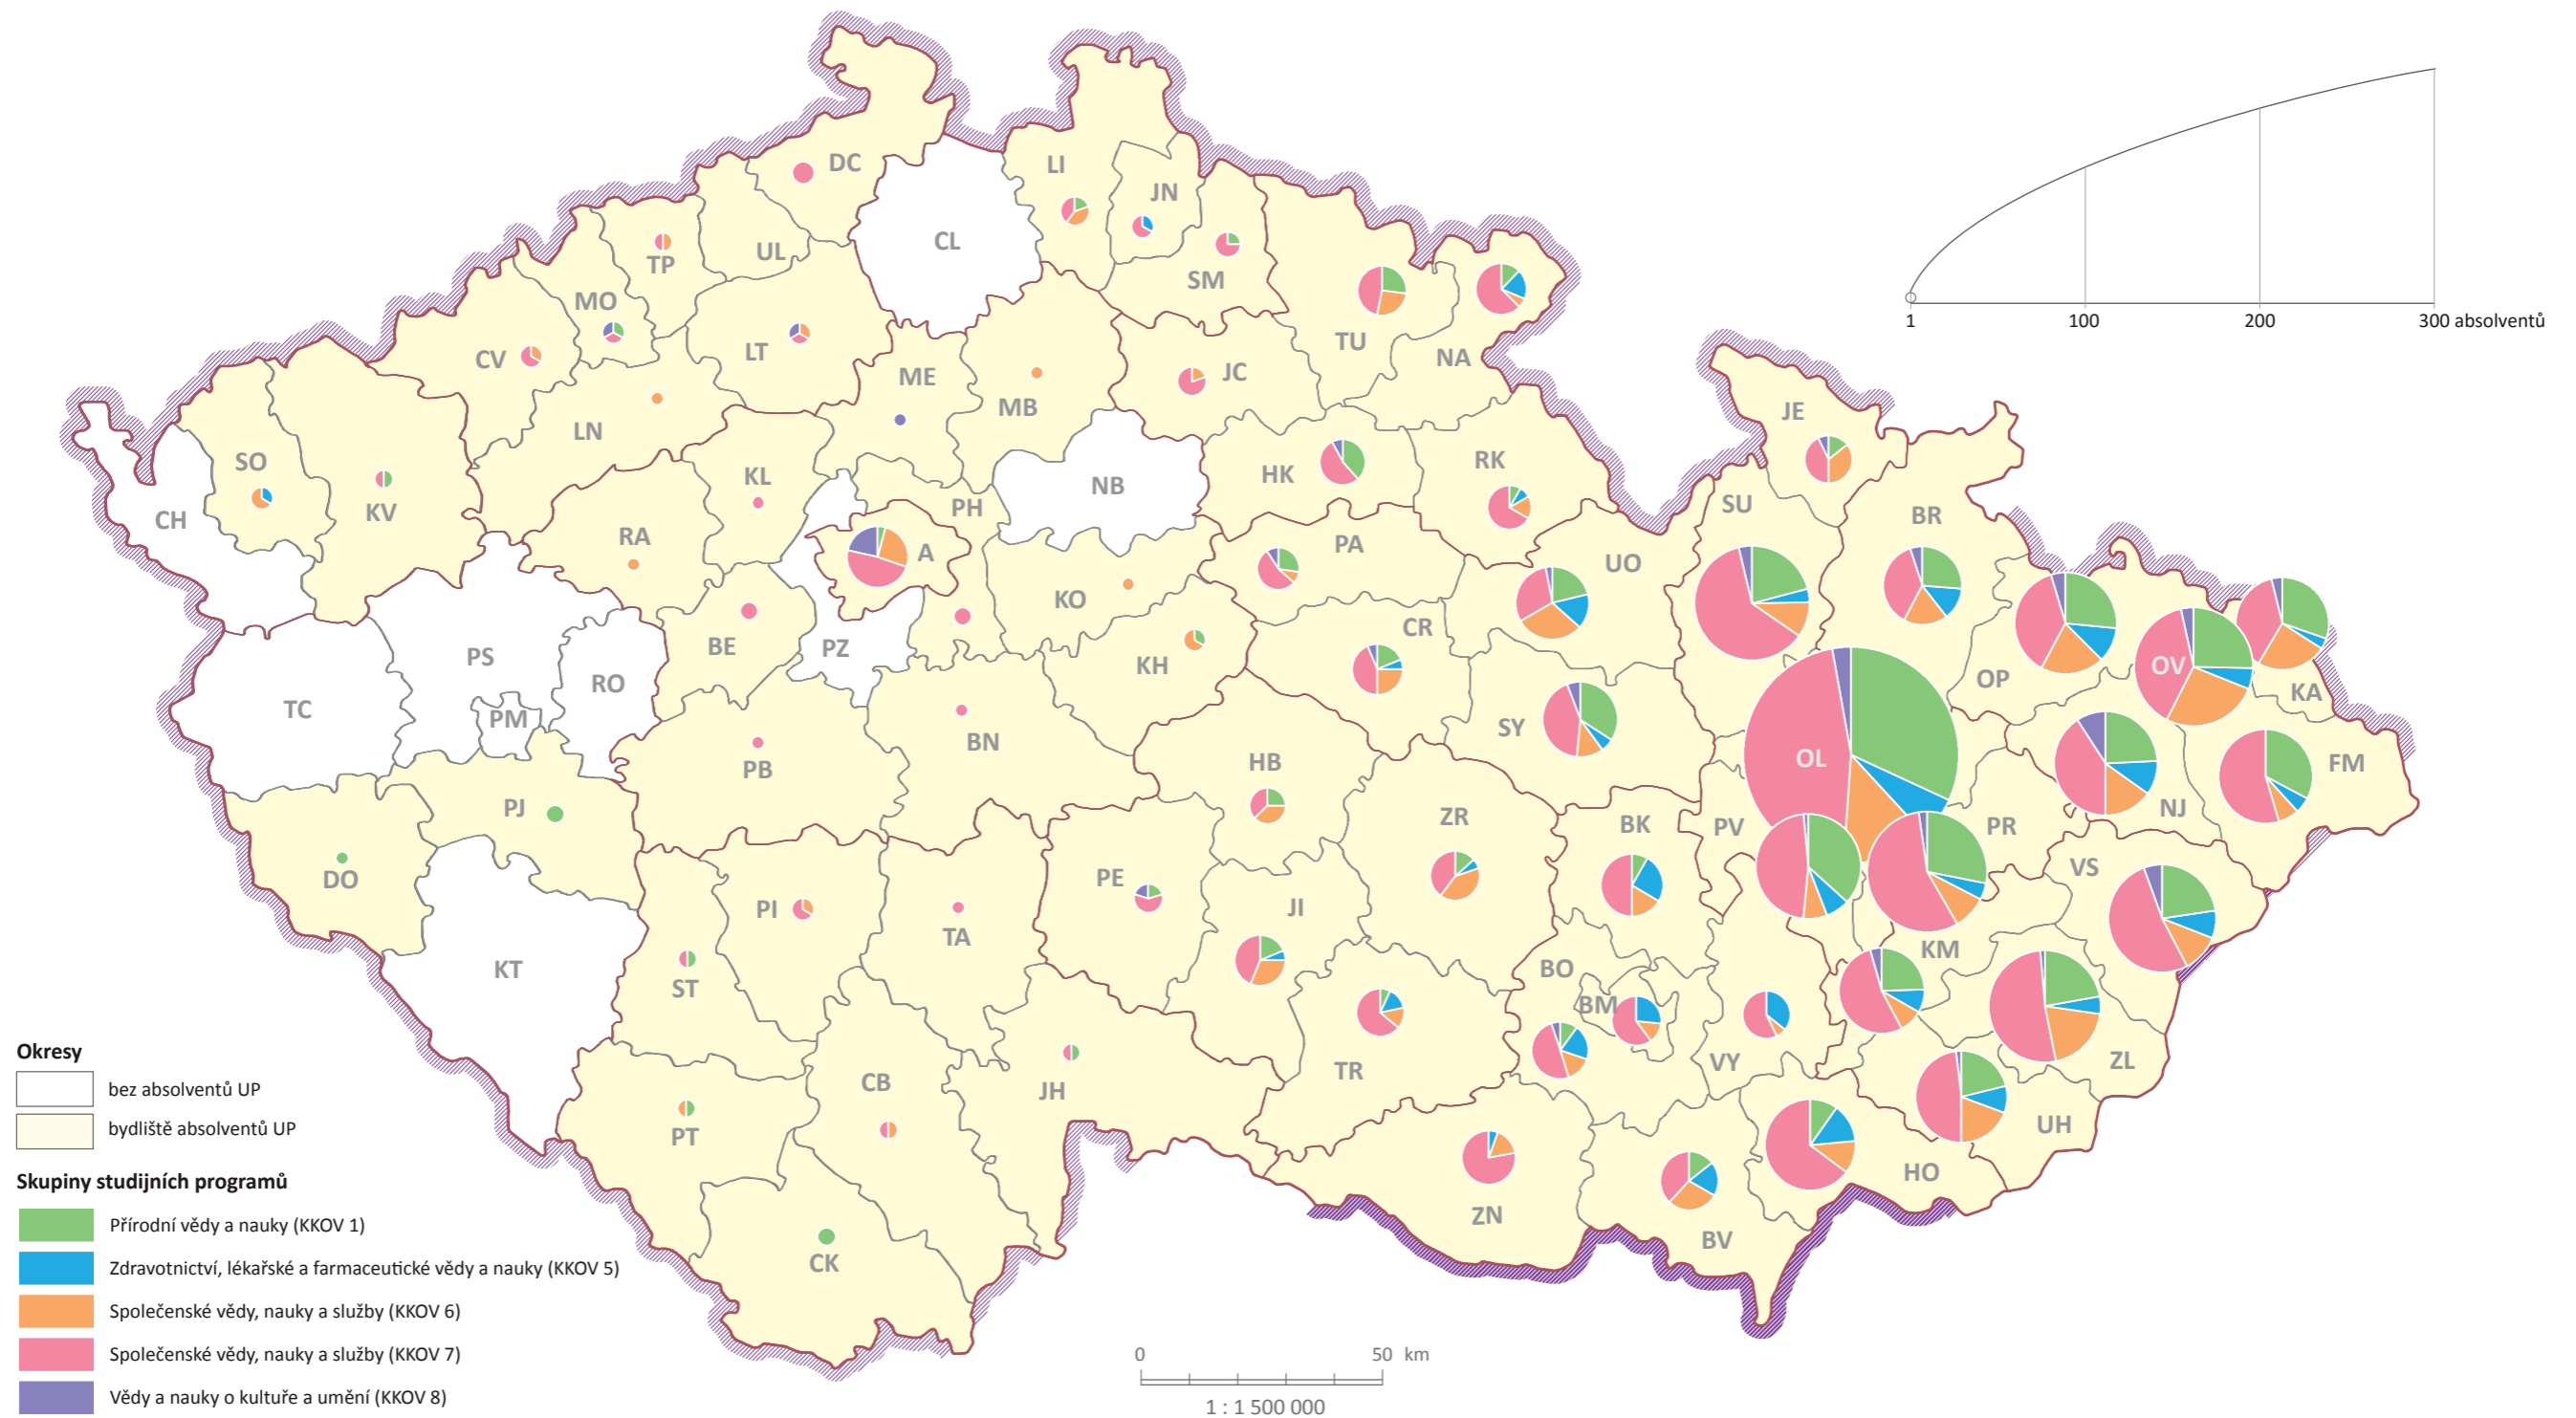 DC
LI
JN
CL
UL
TP
SM
MO
TU
NA
CV
LT
ME
MB
JC
JE
LN
SO
KV
KL
NB
HK
RK
SU
CH
PH
BR
RA
A
PA
UO
KO
CR
BE
PZ
KH
OP
OV
KA
PS
RO
TC
PM
SY
BN
HB
OL
FM
PB
PJ
ZR
BK
PV
PR
NJ
DO
PE
VS
PI
JI
TA
KT
ST
BO
KM
BM
TR
VY
ZL
CB
JH
PT
UH
HO
ZN
BV
CK
1
100
200
300 absolventů
Okresy
bez absolventů UP
bydliště absolventů UP
Skupiny studijních programů
Přírodní vědy a nauky (KKOV 1)
Zdravotnictví, lékařské a farmaceutické vědy a nauky (KKOV 5)
Společenské vědy, nauky a služby (KKOV 6)
Společenské vědy, nauky a služby (KKOV 7)
Vědy a nauky o kultuře a umění (KKOV 8)
0
50 km
1 : 1 500 000